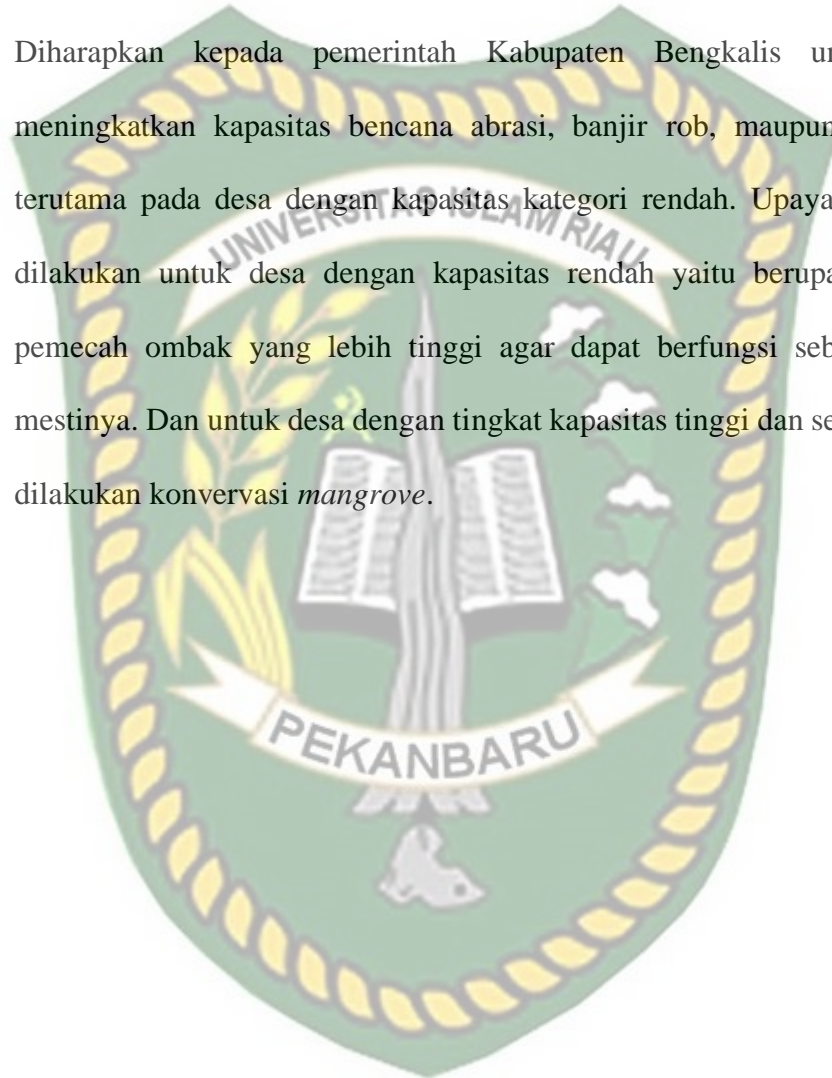 Diharapkan kepada pemerintah Kabupaten Bengkalis un
meningkatkan kapasitas bencana abrasi, banjir rob, maupun
terutama pada desa dengan kapasitas kategori rendah. Upaya
UNIVERSITAS ISLAM RIAU
dilakukan untuk desa dengan kapasitas rendah yaitu berupa
pemecah ombak yang lebih tinggi agar dapat berfungsi seb
mestinya. Dan untuk desa dengan tingkat kapasitas tinggi dan se
dilakukan konvervasi mangrove.
PEKANBARU